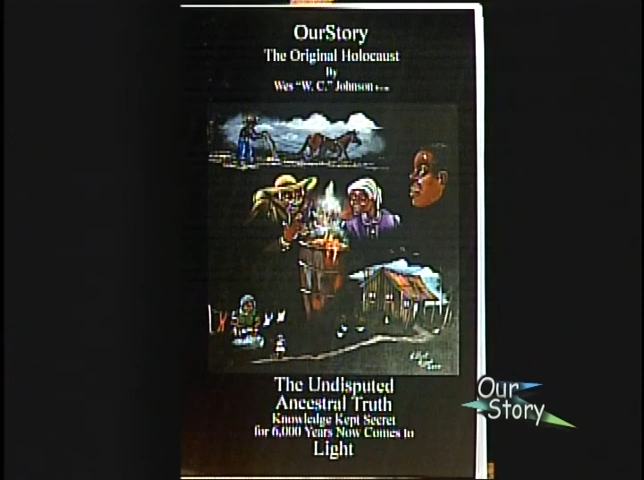 OurStory
The Original Holocaust
By
Wes "W. C." Johnson
The Undisputed
Ancestral Truth
Knowledge Kept Secret
for 6,000 Years Now Comes to
Light
Our
Story